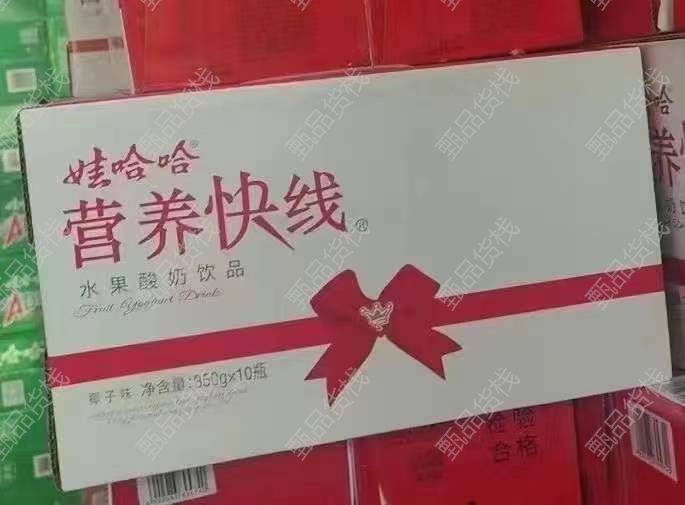 娃哈哈®
营养快线®
水果酸奶饮品
Fruit Yoghurt Drink
椰子味 净含量:350g×10瓶
检验
合格
养
甄品货栈